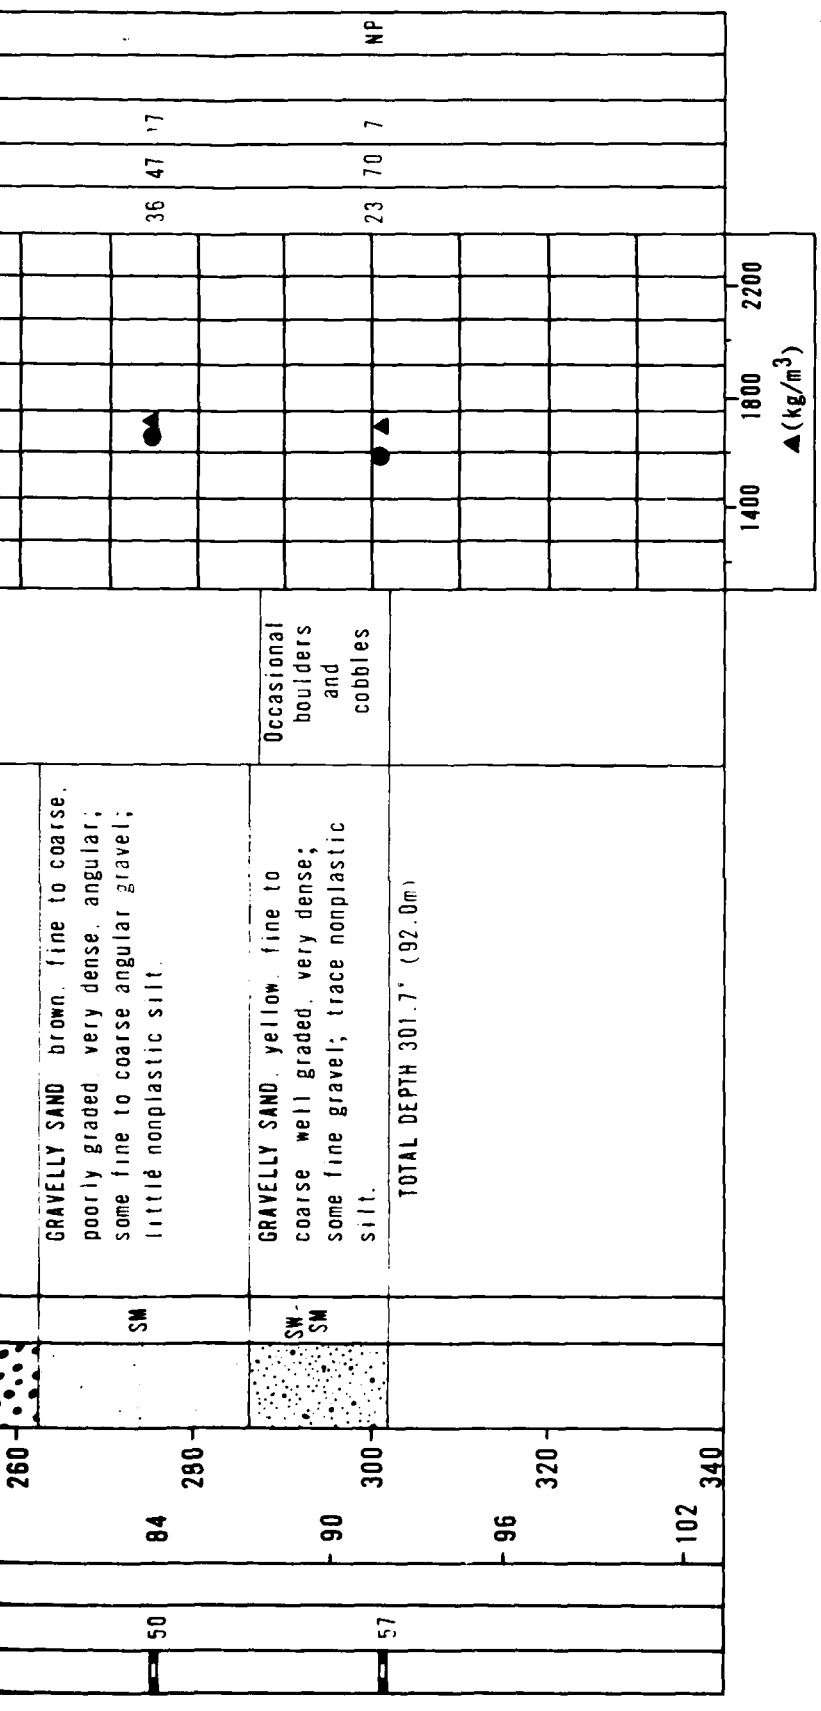 NP
36 47 17
23 70 7
2200
1800
1400
▲(kg/m³)
Occasional
boulders
and
cobbles
GRAVELLY SAND brown. fine to coarse.
poorly graded. very dense. angular;
some fine to coarse angular gravel;
little nonplastic silt.
GRAVELLY SAND. yellow. fine to
coarse well graded. very dense;
some fine gravel; trace nonplastic
silt.
TOTAL DEPTH 301.7' (92.0m)
SM
SW-
SM
260
280
300
320
340
84
90
96
102
50
57